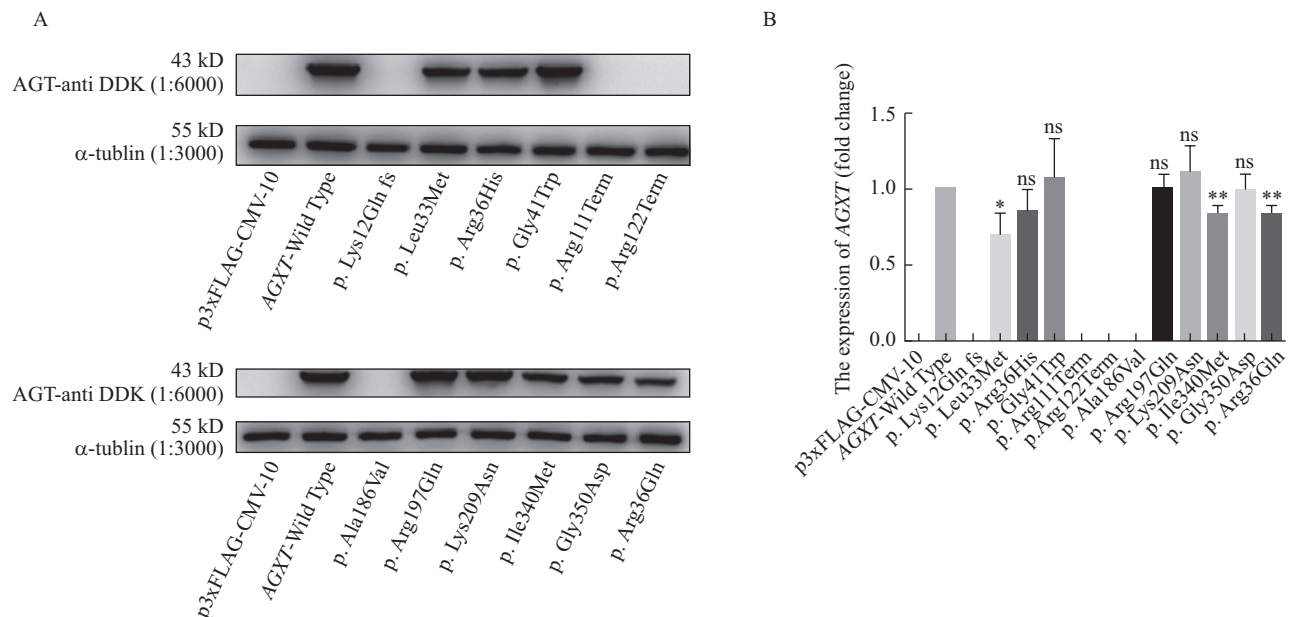 A
43 kD
AGT-anti DDK (1:6000)
55 kD
α-tublin (1:3000)
p3xFLAG-CMV-10
AGXT-Wild Type
p. Lys12Gln fs
p. Leu33Met
p. Arg36His
p. Gly41Trp
p. Arg111Term
p.Arg122Term
43 kD
AGT-anti DDK (1:6000)
55 kD
α-tublin (1:3000)
p3xFLAG-CMV-10
AGXT-Wild Type
p. Ala186Val
p. Arg197Gln
p. Lys209Asn
p. Ile340Met
p. Gly350Asp
p. Arg36Gln
B
The expression of AGXT (fold change)
1.5
1.0
0.5
0.0
*
ns
ns
ns
ns
**
ns
**
p3xFLAG-CMV-10
AGXT-Wild Type
p. Lys12Gln fs
p. Leu33Met
p. Arg36His
p. Gly41Trp
p. Arg111Term
p.Arg122Term
p. Ala186Val
p. Arg197Gln
p. Lys209Asn
p. Ile340Met
p. Gly350Asp
p. Arg36Gln